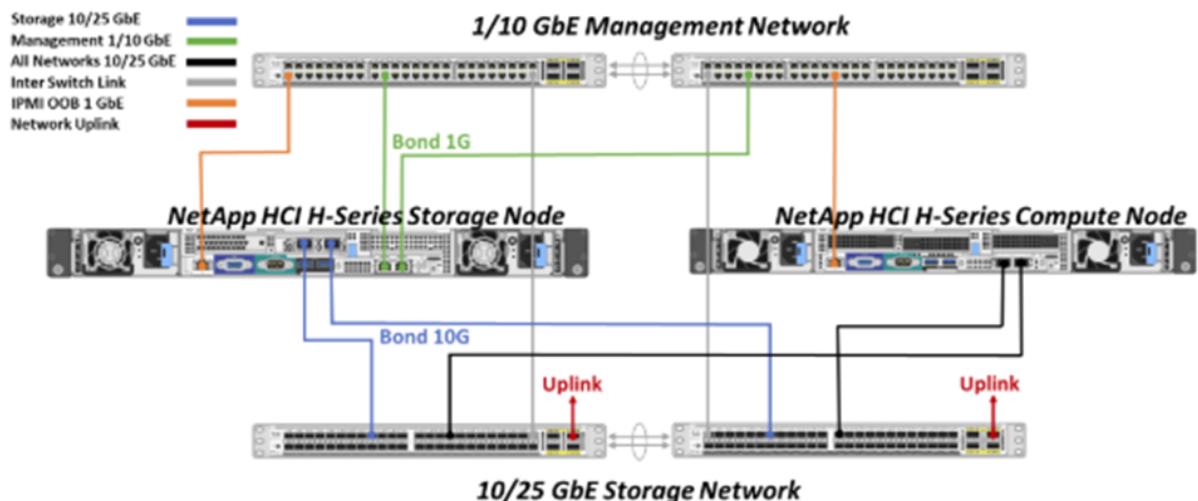 Storage 10/25 GbE
Management 1/10 GbE
All Networks 10/25 GbE
Inter Switch Link
IPMI OOB 1 GbE
Network Uplink
1/10 GbE Management Network
Bond 1G
NetApp HCI H-Series Storage Node
NetApp HCI H-Series Compute Node
Bond 10G
Uplink
Uplink
10/25 GbE Storage Network